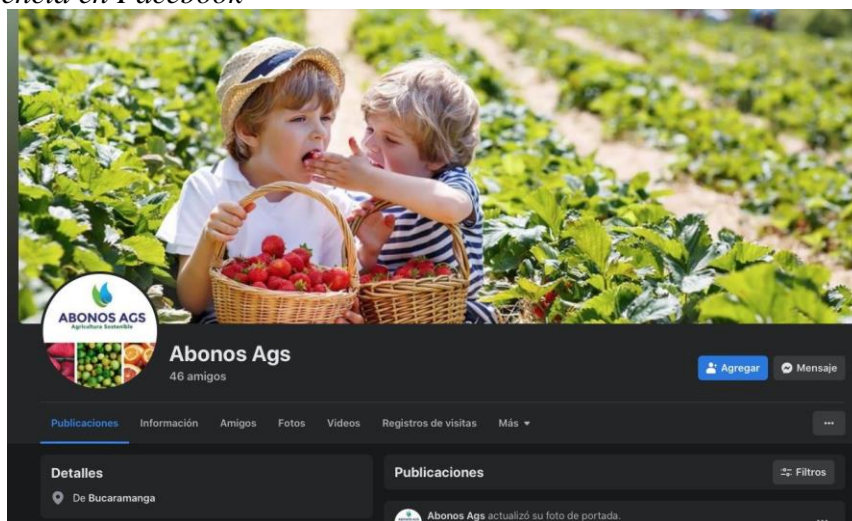 encia en Facebook
ABONOS AGS
Agricultura Sostenible
Abonos Ags
46 amigos
Agregar
Mensaje
Publicaciones Información Amigos Fotos Videos Registros de visitas Más
Detalles
De Bucaramanga
Publicaciones
Filtros
Abonos Ags actualizó su foto de portada.